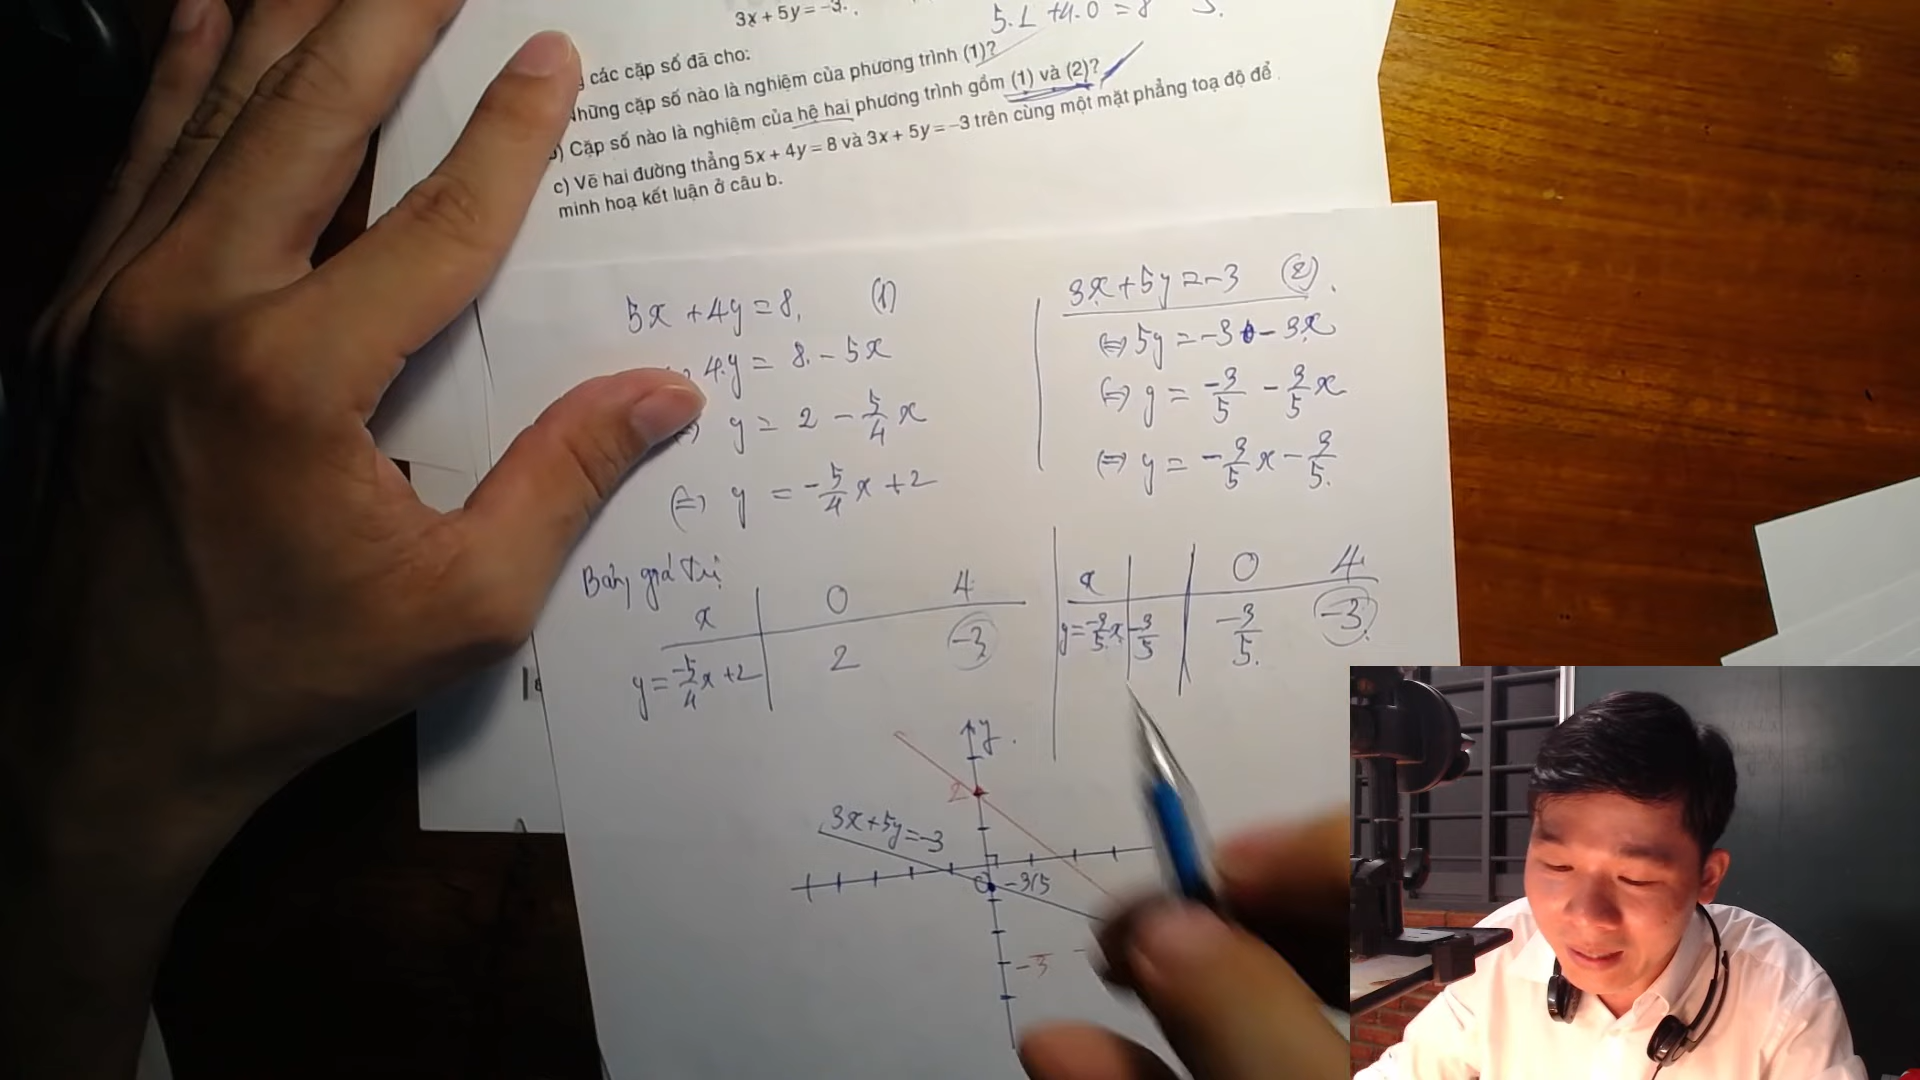 3x + 5y = -3.
5.1 + 4.0 = 8
các cặp số đã cho:
Những cặp số nào là nghiệm của phương trình (1)?
) Cặp số nào là nghiệm của hệ hai phương trình gồm (1) và (2)?
c) Vẽ hai đường thẳng 5x + 4y = 8 và 3x + 5y = -3 trên cùng một mặt phẳng toạ độ để
minh hoạ kết luận ở câu b.
5x + 4y = 8. (1)
4.y = 8 - 5x
⇔ y = 2 - 5/4 x
⇔ y = -5/4 x + 2
3x + 5y = -3 (2).
⇔ 5y = -3 - 3x
⇔ y = -3/5 - 3/5 x
⇔ y = -3/5 x - 3/5.
Bảng giá trị
x 0 4
y = -5/4 x + 2 2 -3
x 0 4
y = -3/5 x -3/5 -3/5. -3.
y.
2
3x + 5y = -3
O -3/5
-3